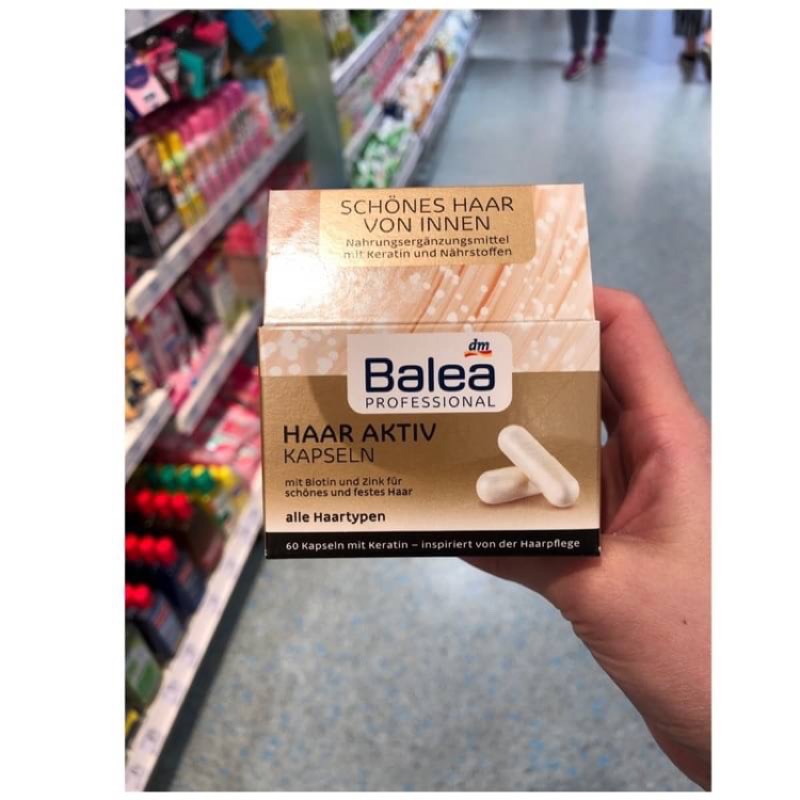 SCHÖNES HAAR
VON INNEN
Nahrungsergänzungsmittel
mit Keratin und Nährstoffen
dm
Balea
PROFESSIONAL
HAAR AKTIV
KAPSELN
mit Biotin und Zink für
schönes und festes Haar
alle Haartypen
60 Kapseln mit Keratin – inspiriert von der Haarpflege